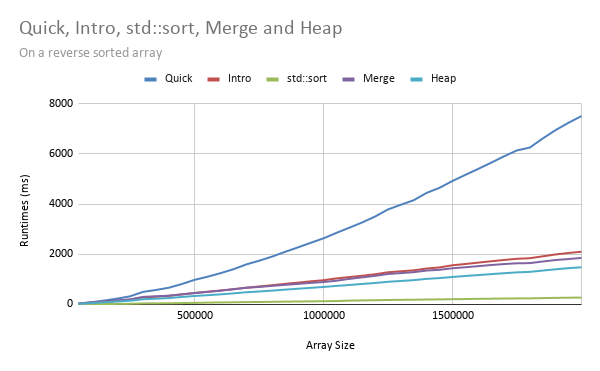 Quick, Intro, std::sort, Merge and Heap
On a reverse sorted array
Quick Intro std::sort Merge Heap
8000
6000
4000
2000
0
Runtimes (ms)
500000 1000000 1500000
Array Size